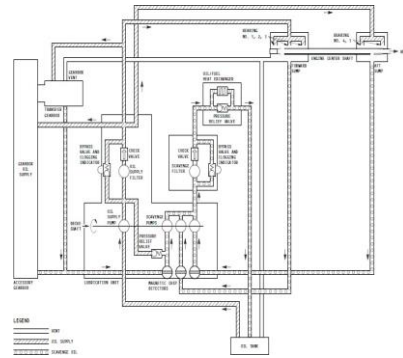 BEARING
NO. 1, 2, 3
BEARING
NO. 4, 5
ENGINE CENTER SHAFT
FORWARD
SUMP
AFT
SUMP
GEARBOX
VENT
TRANSFER
GEARBOX
OIL/FUEL
HEAT EXCHANGER
PRESSURE
RELIEF VALVE
BYPASS
VALVE AND
CLOGGING
INDICATOR
CHECK
VALVE
OIL
SUPPLY
FILTER
CHECK
VALVE
SCAVENGE
FILTER
BYPASS
VALVE AND
CLOGGING
INDICATOR
COMMON
OIL SUPPLY
DRIVE
SHAFT
OIL
SUPPLY
PUMP
SCAVENGE
PUMPS
PRESSURE
RELIEF
VALVE
ACCESSORY
GEARBOX
LUBRICATION UNIT
MAGNETIC CHIP
DETECTORS
OIL TANK
LEGEND
VENT
OIL SUPPLY
SCAVENGE OIL